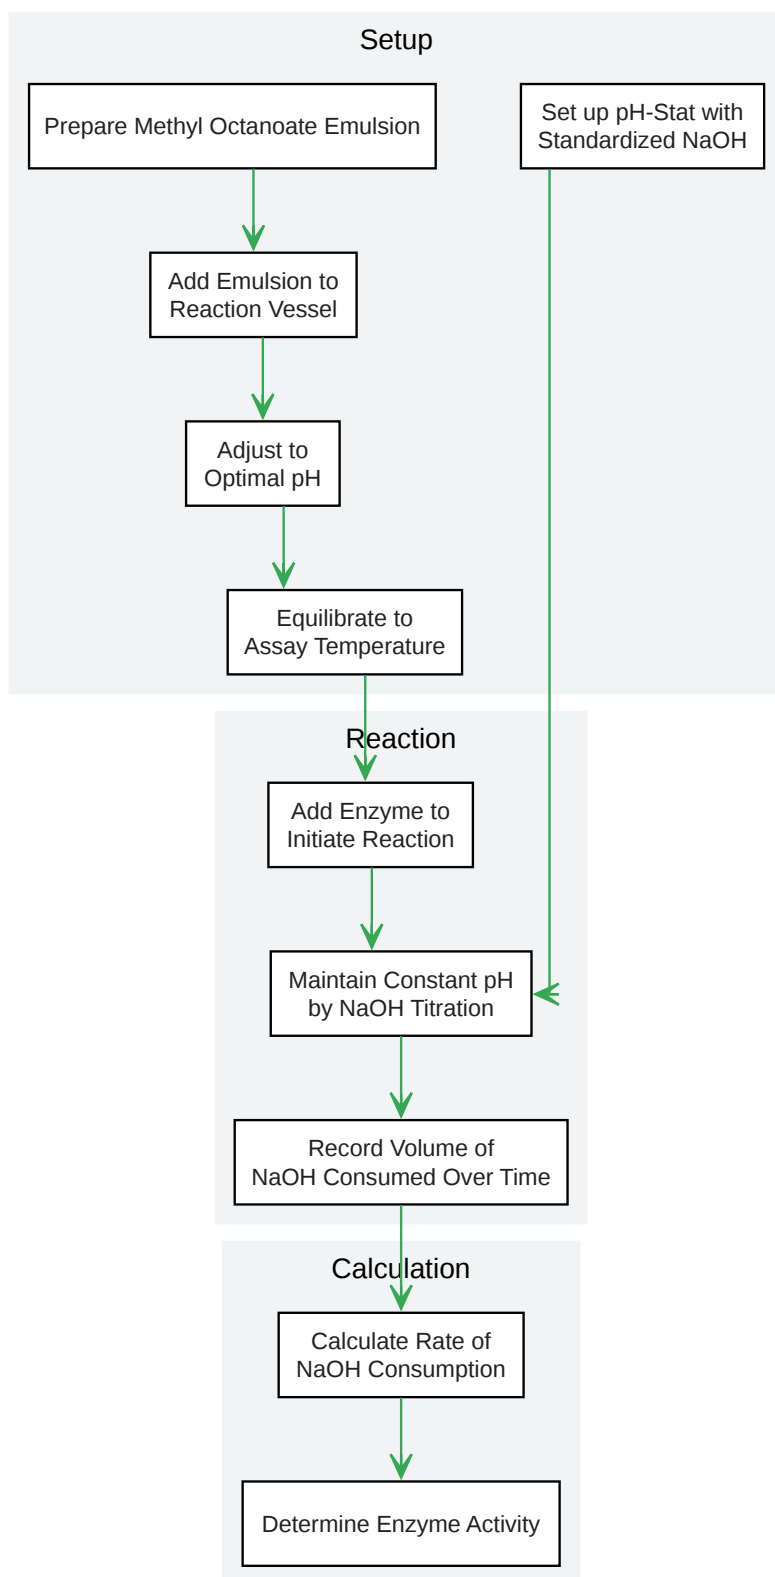 Setup
Prepare Methyl Octanoate Emulsion
Set up pH-Stat with
Standardized NaOH
Add Emulsion to
Reaction Vessel
Adjust to
Optimal pH
Equilibrate to
Assay Temperature
Reaction
Add Enzyme to
Initiate Reaction
Maintain Constant pH
by NaOH Titration
Record Volume of
NaOH Consumed Over Time
Calculation
Calculate Rate of
NaOH Consumption
Determine Enzyme Activity